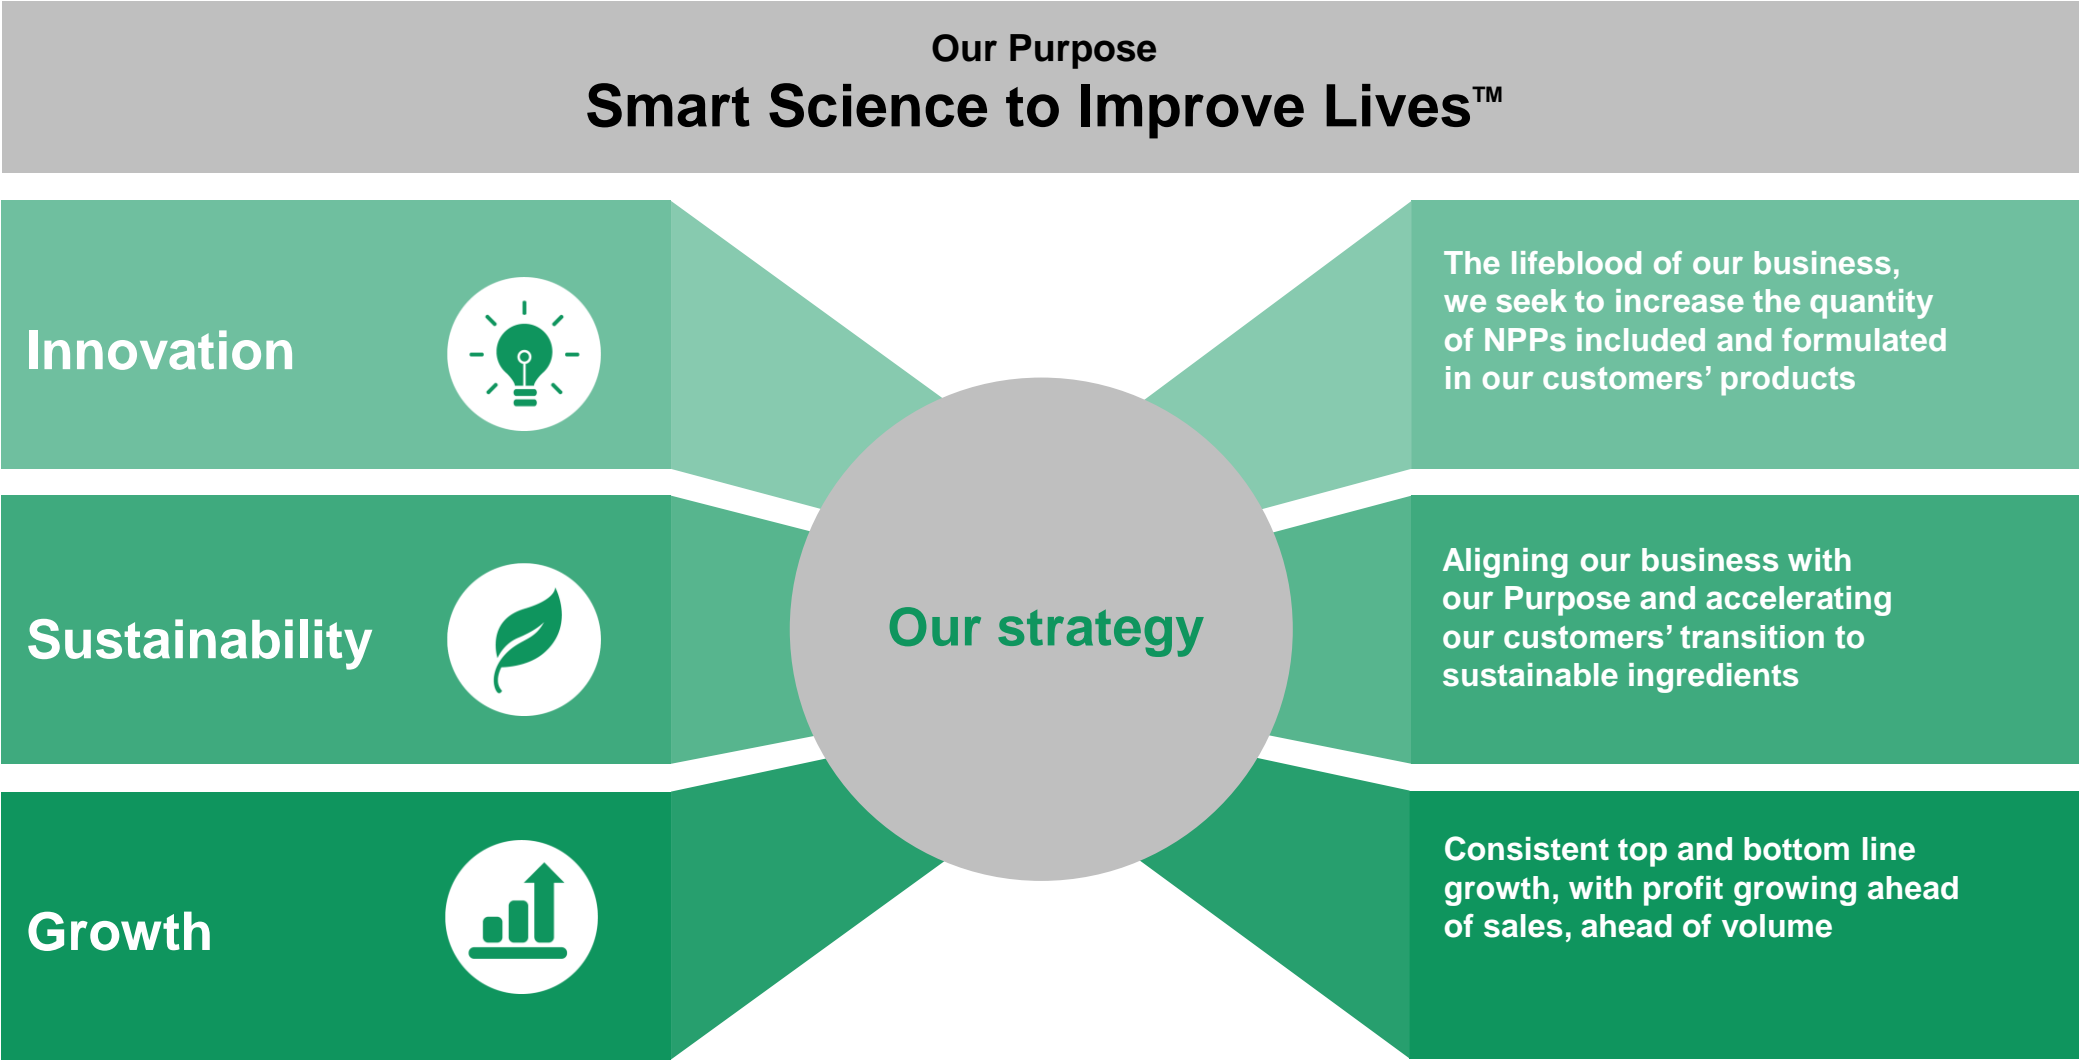 Our Purpose
Smart Science to Improve Lives™
Innovation
The lifeblood of our business,
we seek to increase the quantity
of NPPs included and formulated
in our customers’ products
Our strategy
Sustainability
Aligning our business with
our Purpose and accelerating
our customers’ transition to
sustainable ingredients
Growth
Consistent top and bottom line
growth, with profit growing ahead
of sales, ahead of volume